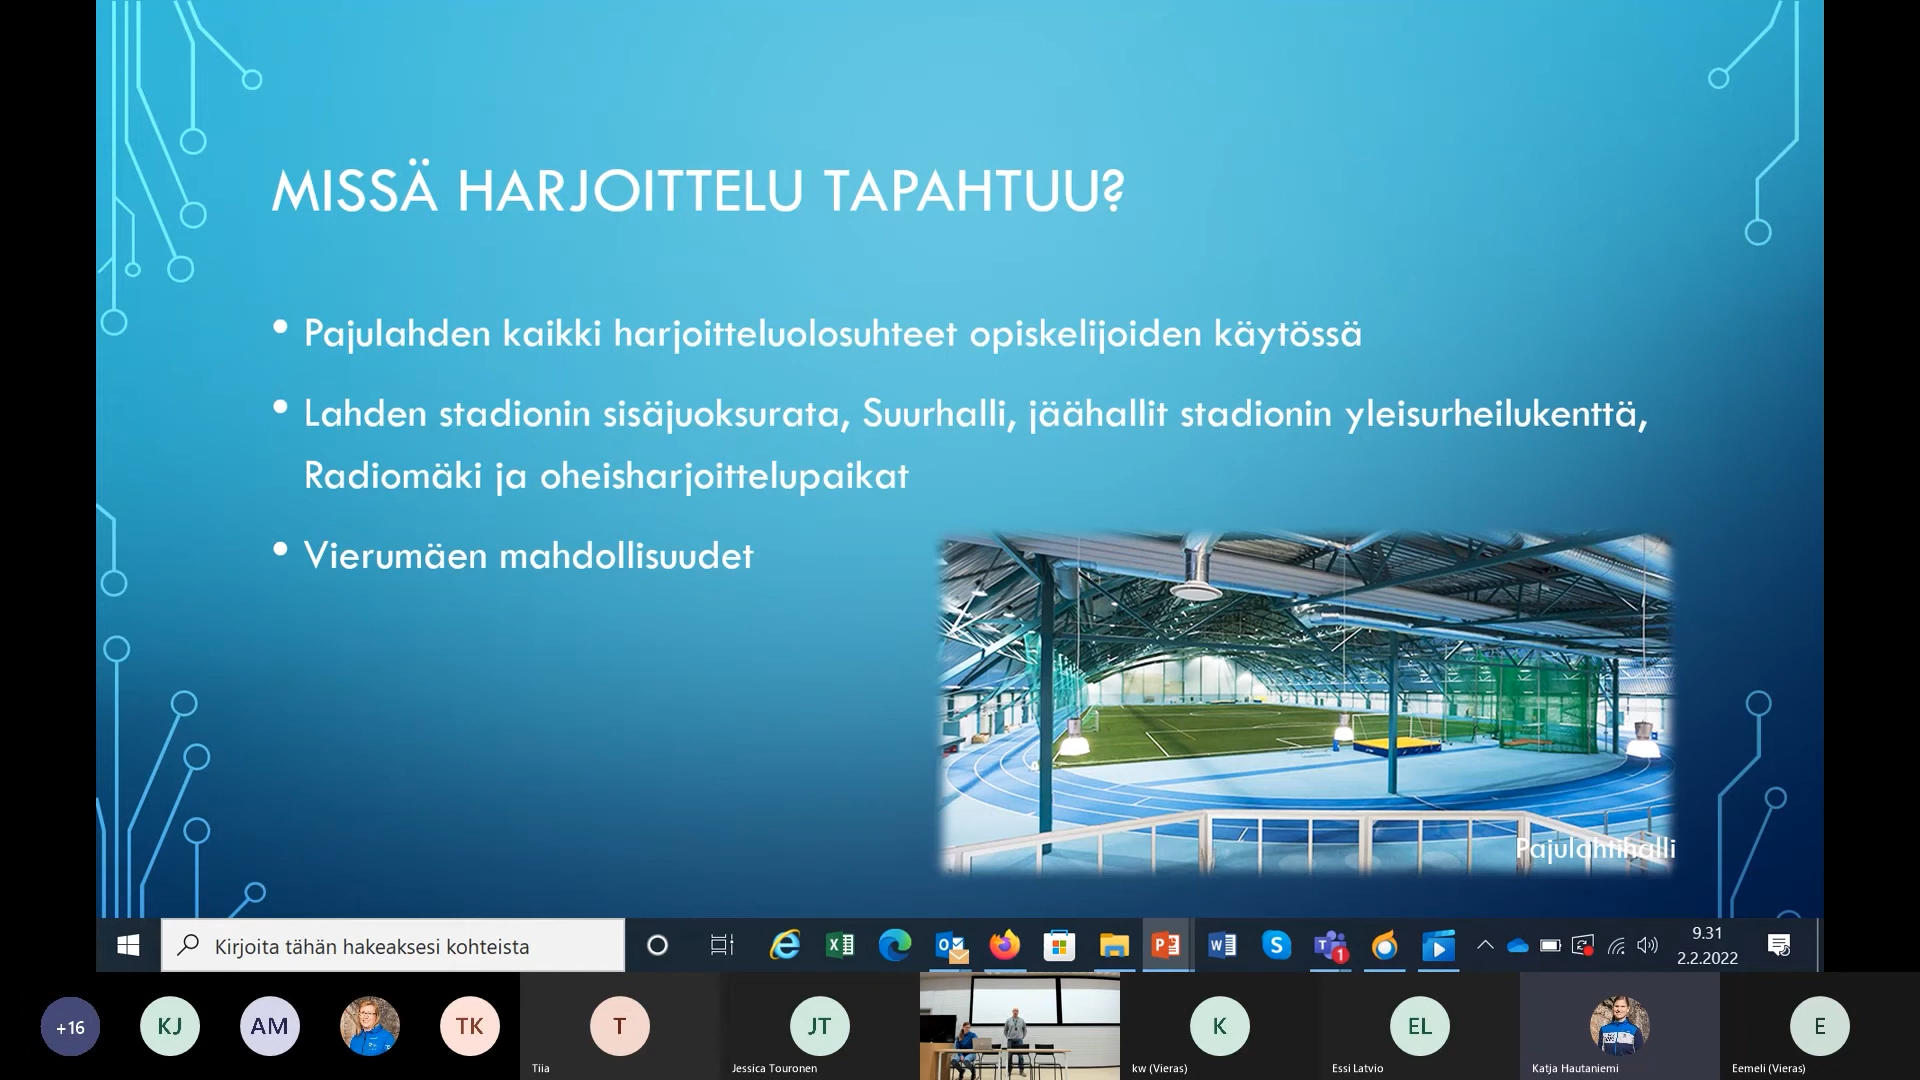 MISSÄ HARJOITTELU TAPAHTUU?
• Pajulahden kaikki harjoitteluolosuhteet opiskelijoiden käytössä
• Lahden stadionin sisäjuoksurata, Suurhalli, jäähallit stadionin yleisurheilukenttä,
Radiomäki ja oheisharjoittelupaikat
• Vierumäen mahdollisuudet
Pajulahtihalli
Kirjoita tähän hakeaksesi kohteista
1
9.31
2.2.2022
+16
KJ
AM
TK
T
JT
K
EL
E
Tiia
Jessica Touronen
kw (Vieras)
Essi Latvio
Katja Hautaniemi
Eemeli (Vieras)